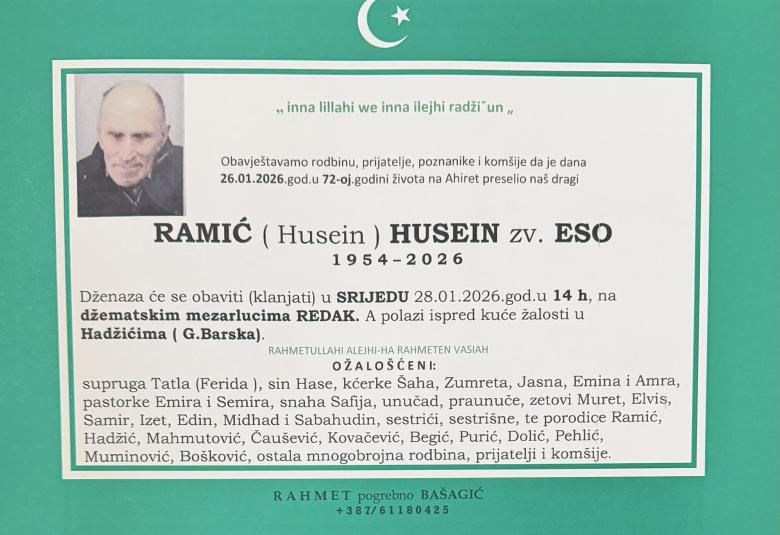 „ inna lillahi we inna ilejhi radžiˇun „
Obavještavamo rodbinu, prijatelje, poznanike i komšije da je dana
26.01.2026.god.u 72-oj.godini života na Ahiret preselio naš dragi
RAMIĆ ( Husein ) HUSEIN zv. ESO
1954–2026
Dženaza će se obaviti (klanjati) u SRIJEDU 28.01.2026.god.u 14 h, na
džematskim mezarlucima REDAK. A polazi ispred kuće žalosti u
Hadžićima ( G.Barska).
RAHMETULLAHI ALEJHI-HA RAHMETEN VASIAH
OŽALOŠĆENI:
supruga Tatla (Ferida ), sin Hase, kćerke Šaha, Zumreta, Jasna, Emina i Amra,
pastorke Emira i Semira, snaha Safija, unučad, praunuče, zetovi Muret, Elvis,
Samir, Izet, Edin, Midhad i Sabahudin, sestrići, sestrišne, te porodice Ramić,
Hadžić, Mahmutović, Čaušević, Kovačević, Begić, Purić, Dolić, Pehlić,
Muminović, Bošković, ostala mnogobrojna rodbina, prijatelji i komšije.
RAHMET pogrebno BAŠAGIĆ
+387/61180425